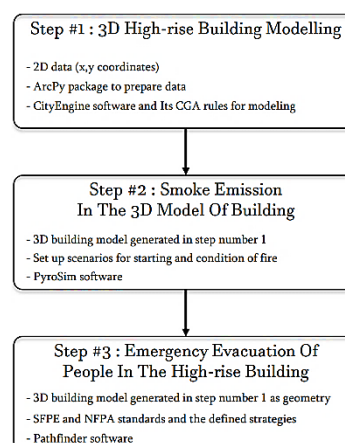 Step #1 : 3D High-rise Building Modelling
- 2D data (x,y coordinates)
- ArcPy package to prepare data
- CityEngine software and Its CGA rules for modeling
Step #2 : Smoke Emission
In The 3D Model Of Building
- 3D building model generated in step number 1
- Set up scenarios for starting and condition of fire
- PyroSim software
Step #3 : Emergency Evacuation Of
People In The High-rise Building
- 3D building model generated in step number 1 as geometry
- SFPE and NFPA standards and the defined strategies
- Pathfinder software